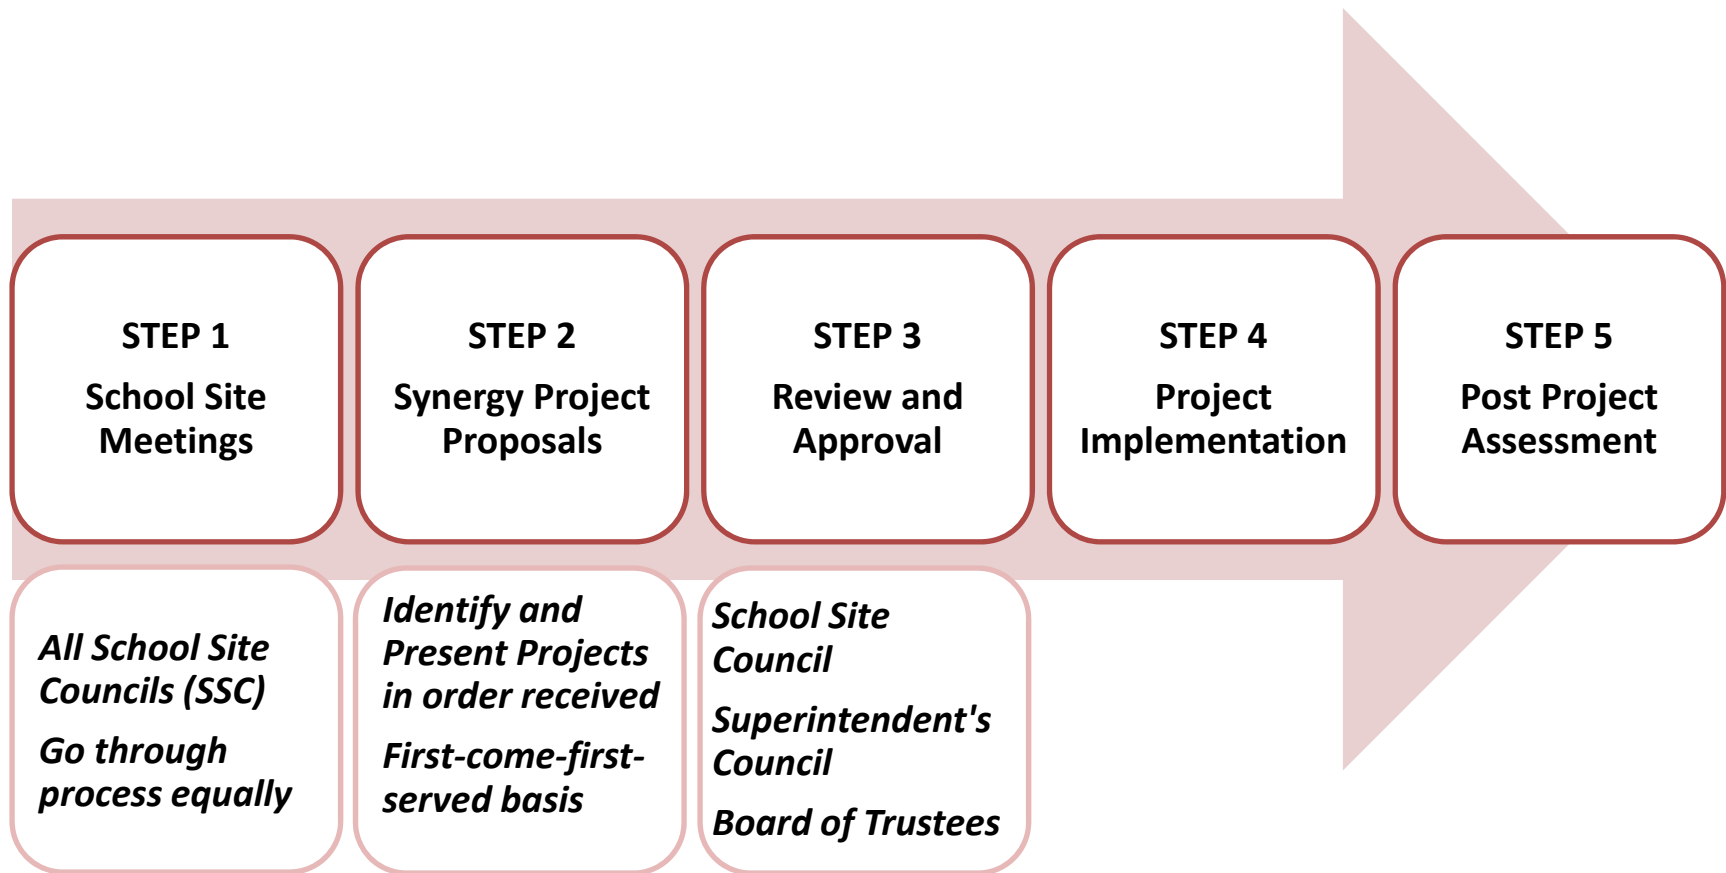 STEP 1
School Site
Meetings
STEP 2
Synergy Project
Proposals
STEP 3
Review and
Approval
STEP 4
Project
Implementation
STEP 5
Post Project
Assessment
All School Site
Councils (SSC)
Go through
process equally
Identify and
Present Projects
in order received
First-come-first-
served basis
School Site
Council
Superintendent's
Council
Board of Trustees